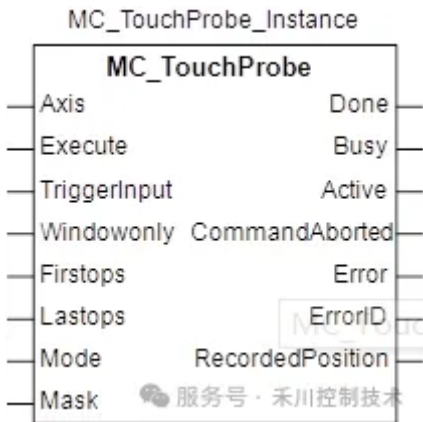 MC_TouchProbe_Instance
MC_TouchProbe
Axis Done
Execute Busy
TriggerInput Active
Windowonly CommandAborted
Firstops Error
Lastops ErrorID
Mode RecordedPosition
Mask
服务号 · 禾川控制技术